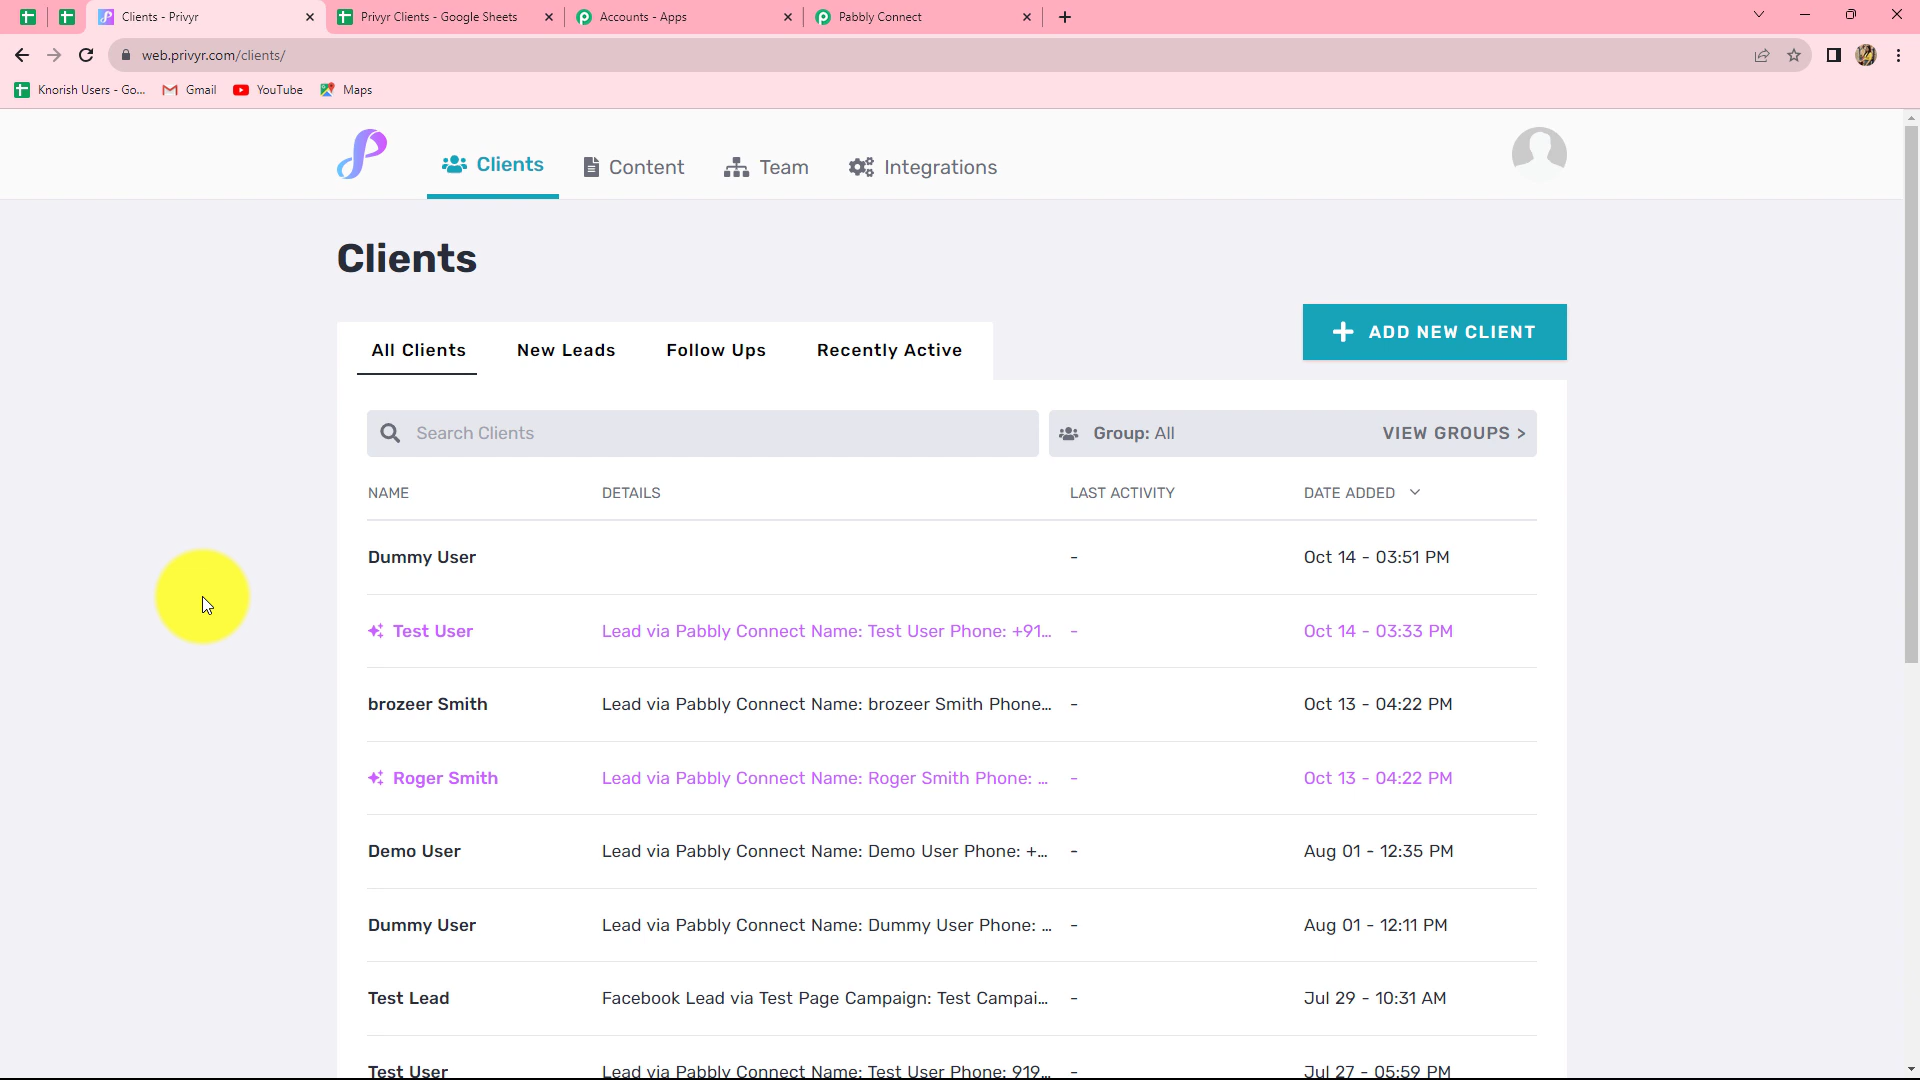 Clients - Privyr
Privyr Clients - Google Sheets
Accounts - Apps
Pabbly Connect
web.privyr.com/clients/
Knorish Users - Go...
Gmail
YouTube
Maps
Clients
Content
Team
Integrations
Clients
All Clients
New Leads
Follow Ups
Recently Active
ADD NEW CLIENT
Search Clients
Group: All
VIEW GROUPS >
NAME DETAILS LAST ACTIVITY DATE ADDED
Dummy User - Oct 14 - 03:51 PM
Test User Lead via Pabbly Connect Name: Test User Phone: +91... - Oct 14 - 03:33 PM
brozeer Smith Lead via Pabbly Connect Name: brozeer Smith Phone... - Oct 13 - 04:22 PM
Roger Smith Lead via Pabbly Connect Name: Roger Smith Phone: ... - Oct 13 - 04:22 PM
Demo User Lead via Pabbly Connect Name: Demo User Phone: +... - Aug 01 - 12:35 PM
Dummy User Lead via Pabbly Connect Name: Dummy User Phone: ... - Aug 01 - 12:11 PM
Test Lead Facebook Lead via Test Page Campaign: Test Campai... - Jul 29 - 10:31 AM
Test User Lead via Pabbly Connect Name: Test User Phone: 919... - Jul 27 - 05:59 PM